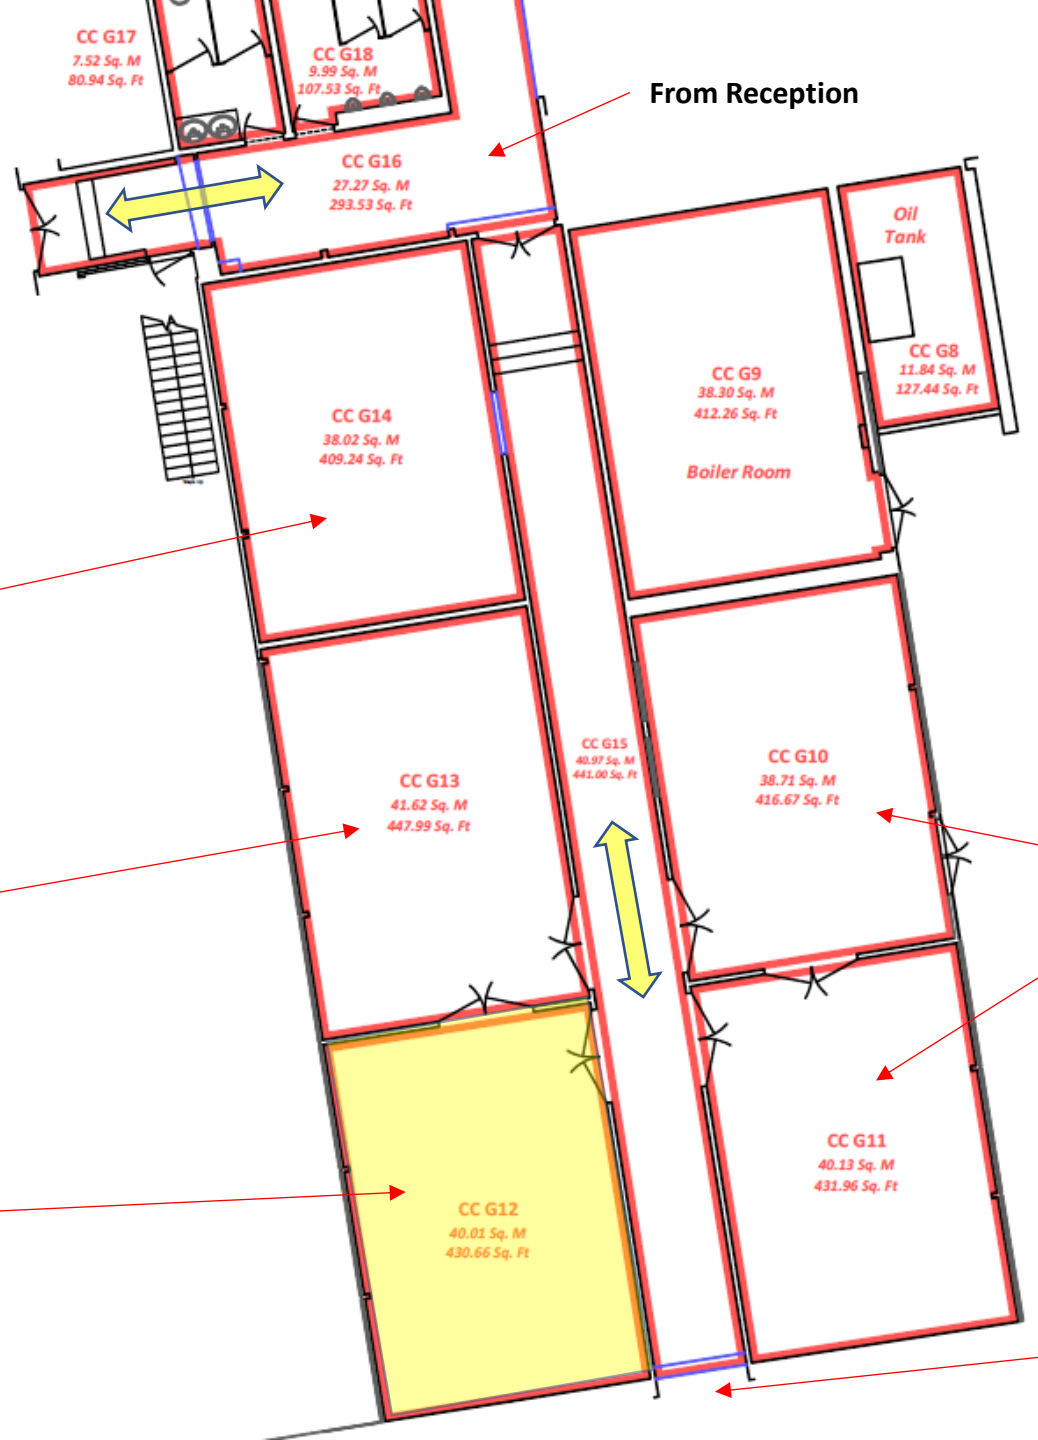 CC G17
7.52 Sq. M
80.94 Sq. Ft
CC G18
9.99 Sq. M
107.53 Sq. Ft
From Reception
CC G16
27.27 Sq. M
293.53 Sq. Ft
Oil
Tank
CC G8
11.84 Sq. M
127.44 Sq. Ft
CC G9
38.30 Sq. M
412.26 Sq. Ft
Boiler Room
CC G14
38.02 Sq. M
409.24 Sq. Ft
CC G15
40.97 Sq. M
441.00 Sq. Ft
CC G10
38.71 Sq. M
416.67 Sq. Ft
CC G13
41.62 Sq. M
447.99 Sq. Ft
CC G11
40.13 Sq. M
431.96 Sq. Ft
CC G12
40.01 Sq. M
430.66 Sq. Ft